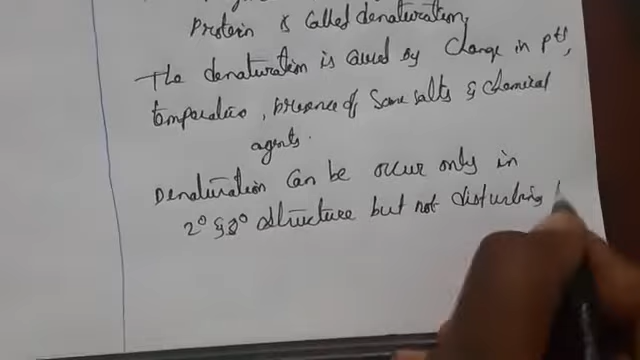 Protein is called denaturation,
The denaturation is caused by change in pH,
temperature, presence of some salts & chemical
agents.
Denaturation can be occur only in
2° & 3° structure but not disturbing